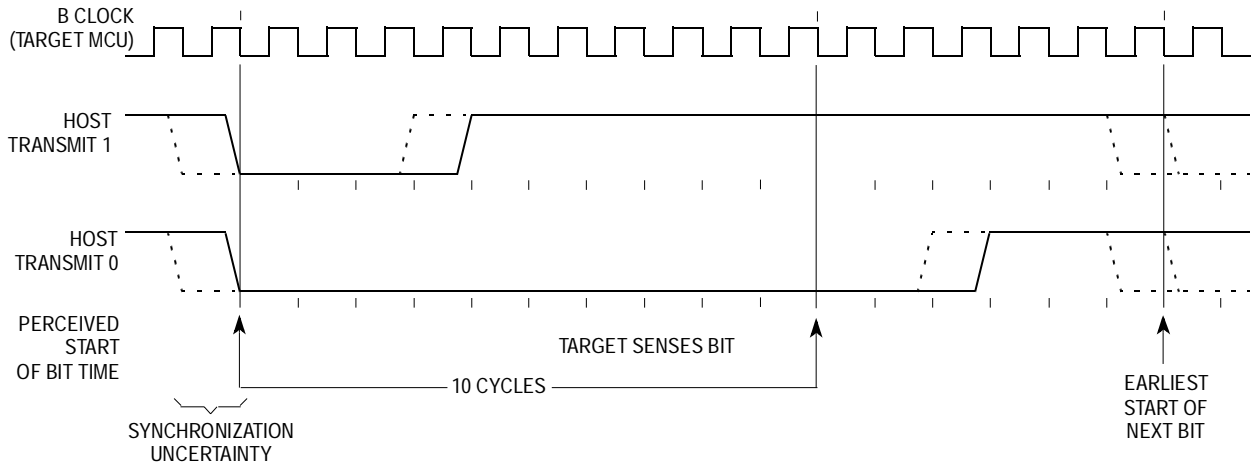 B CLOCK
(TARGET MCU)
HOST
TRANSMIT 1
HOST
TRANSMIT 0
PERCEIVED
START
OF BIT TIME
TARGET SENSES BIT
10 CYCLES
SYNCHRONIZATION
UNCERTAINTY
EARLIEST
START OF
NEXT BIT